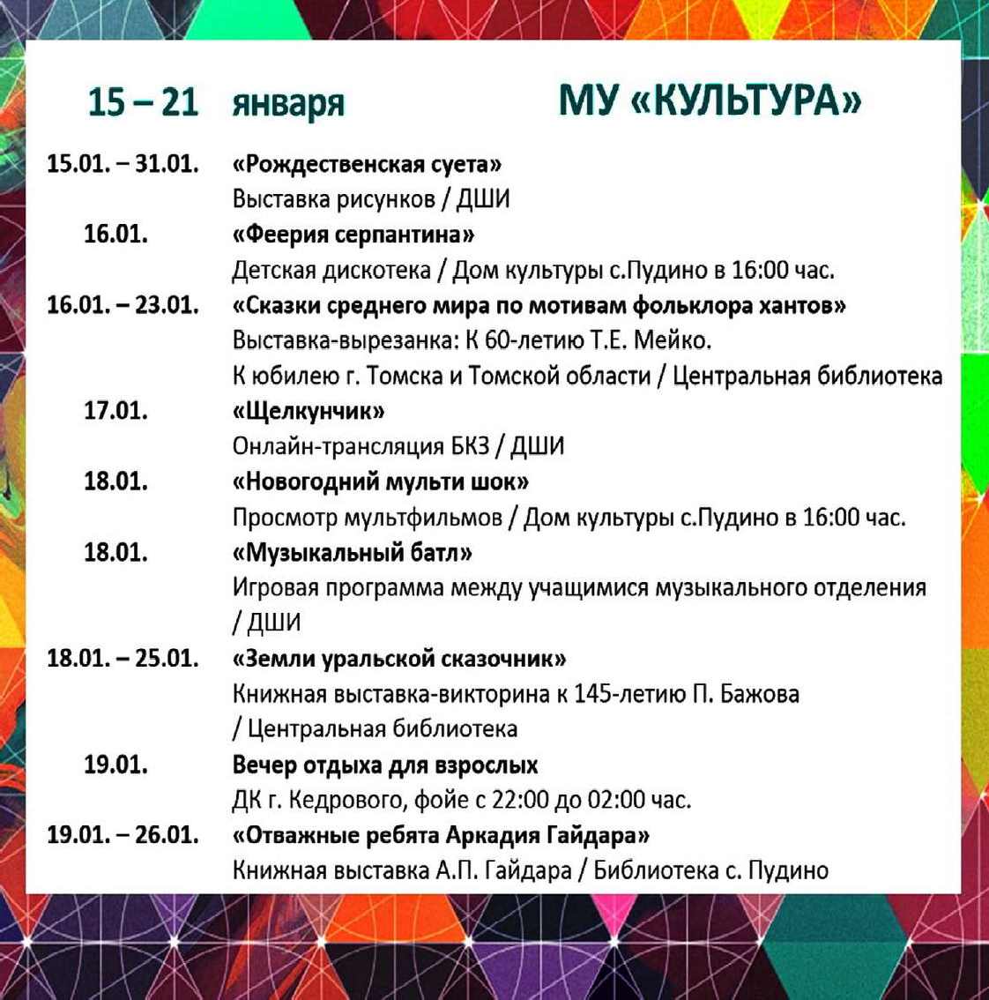 15 – 21 января МУ «КУЛЬТУРА»
15.01. – 31.01. «Рождественская суета»
Выставка рисунков / ДШИ
16.01. «Феерия серпантина»
Детская дискотека / Дом культуры с.Пудино в 16:00 час.
16.01. – 23.01. «Сказки среднего мира по мотивам фольклора хантов»
Выставка-вырезанка: К 60-летию Т.Е. Мейко.
К юбилею г. Томска и Томской области / Центральная библиотека
17.01. «Щелкунчик»
Онлайн-трансляция БКЗ / ДШИ
18.01. «Новогодний мульти шок»
Просмотр мультфильмов / Дом культуры с.Пудино в 16:00 час.
18.01. «Музыкальный батл»
Игровая программа между учащимися музыкального отделения
/ ДШИ
18.01. – 25.01. «Земли уральской сказочник»
Книжная выставка-викторина к 145-летию П. Бажова
/ Центральная библиотека
19.01. Вечер отдыха для взрослых
ДК г. Кедрового, фойе с 22:00 до 02:00 час.
19.01. – 26.01. «Отважные ребята Аркадия Гайдара»
Книжная выставка А.П. Гайдара / Библиотека с. Пудино